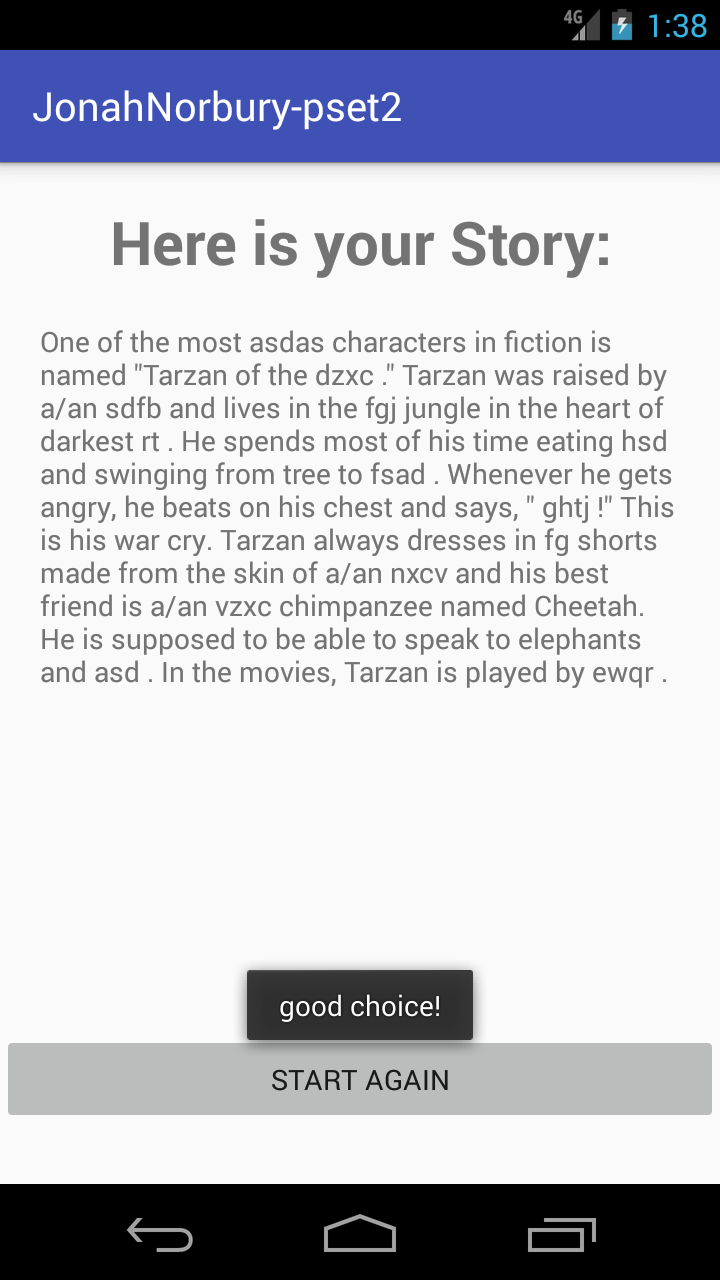 4G 1:38
JonahNorbury-pset2
Here is your Story:
One of the most asdas characters in fiction is
named "Tarzan of the dzxc ." Tarzan was raised by
a/an sdfb and lives in the fgj jungle in the heart of
darkest rt . He spends most of his time eating hsd
and swinging from tree to fsad . Whenever he gets
angry, he beats on his chest and says, " ghtj !" This
is his war cry. Tarzan always dresses in fg shorts
made from the skin of a/an nxcv and his best
friend is a/an vzxc chimpanzee named Cheetah.
He is supposed to be able to speak to elephants
and asd . In the movies, Tarzan is played by ewqr .
good choice!
START AGAIN